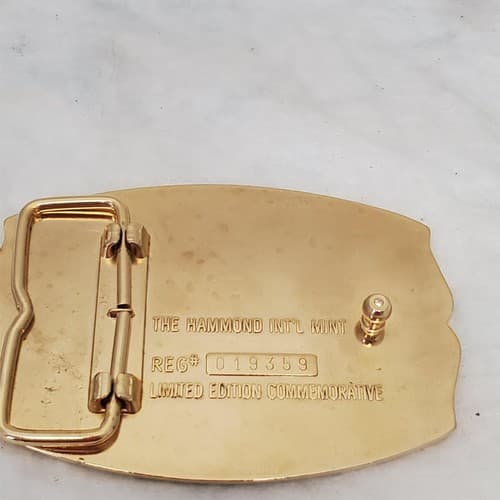 THE HAMMOND INT'L MINT
REG# 019359
LIMITED EDITION COMMEMORATIVE